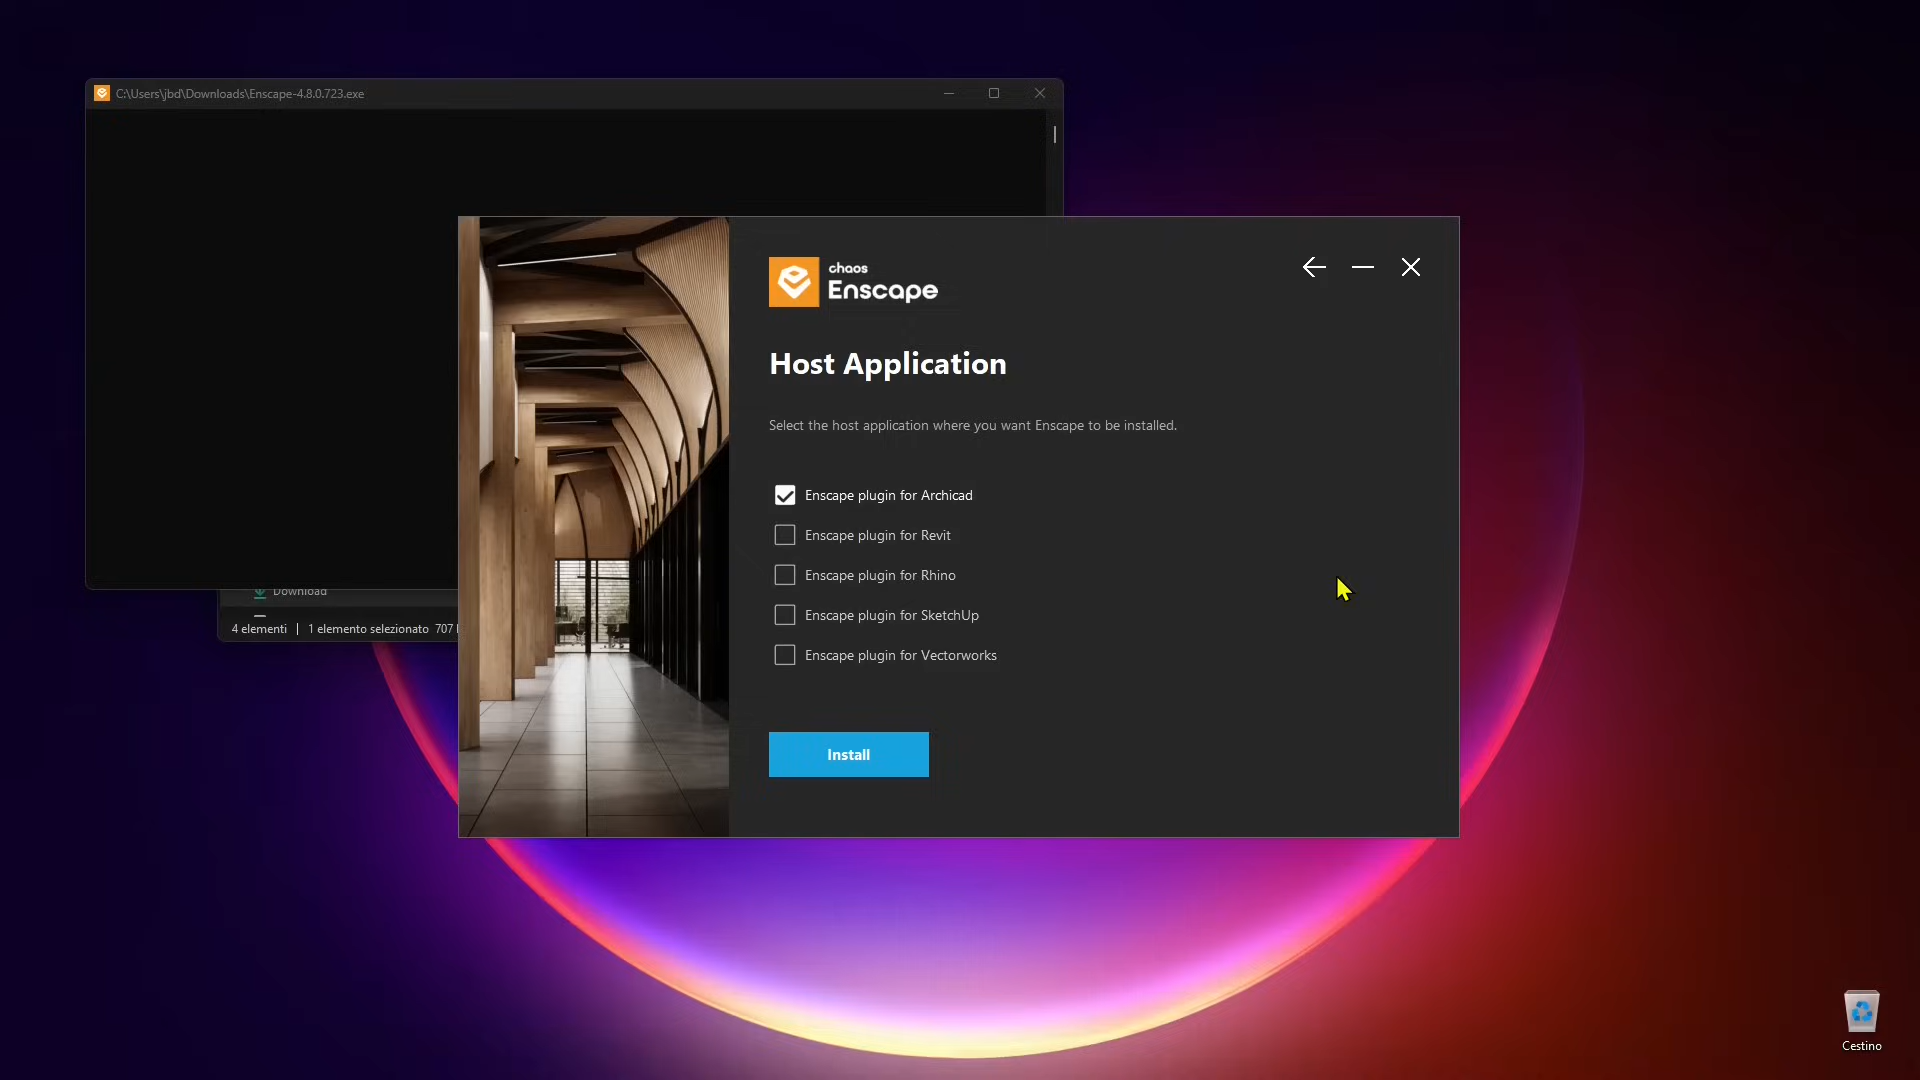 C:\Users\jbd\Downloads\Enscape-4.8.0.723.exe
chaos
Enscape
Host Application
Select the host application where you want Enscape to be installed.
Enscape plugin for Archicad
Enscape plugin for Revit
Enscape plugin for Rhino
Enscape plugin for SketchUp
Enscape plugin for Vectorworks
Install
Download
4 elementi | 1 elemento selezionato 707
Cestino